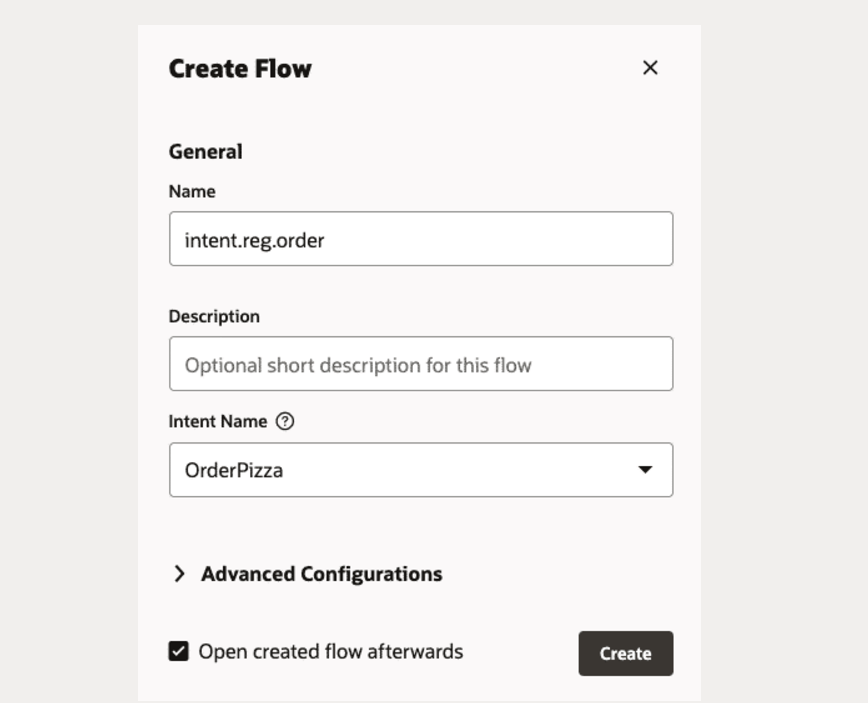 Create Flow
General
Name
intent.reg.order
Description
Optional short description for this flow
Intent Name ?
OrderPizza
Advanced Configurations
Open created flow afterwards
Create